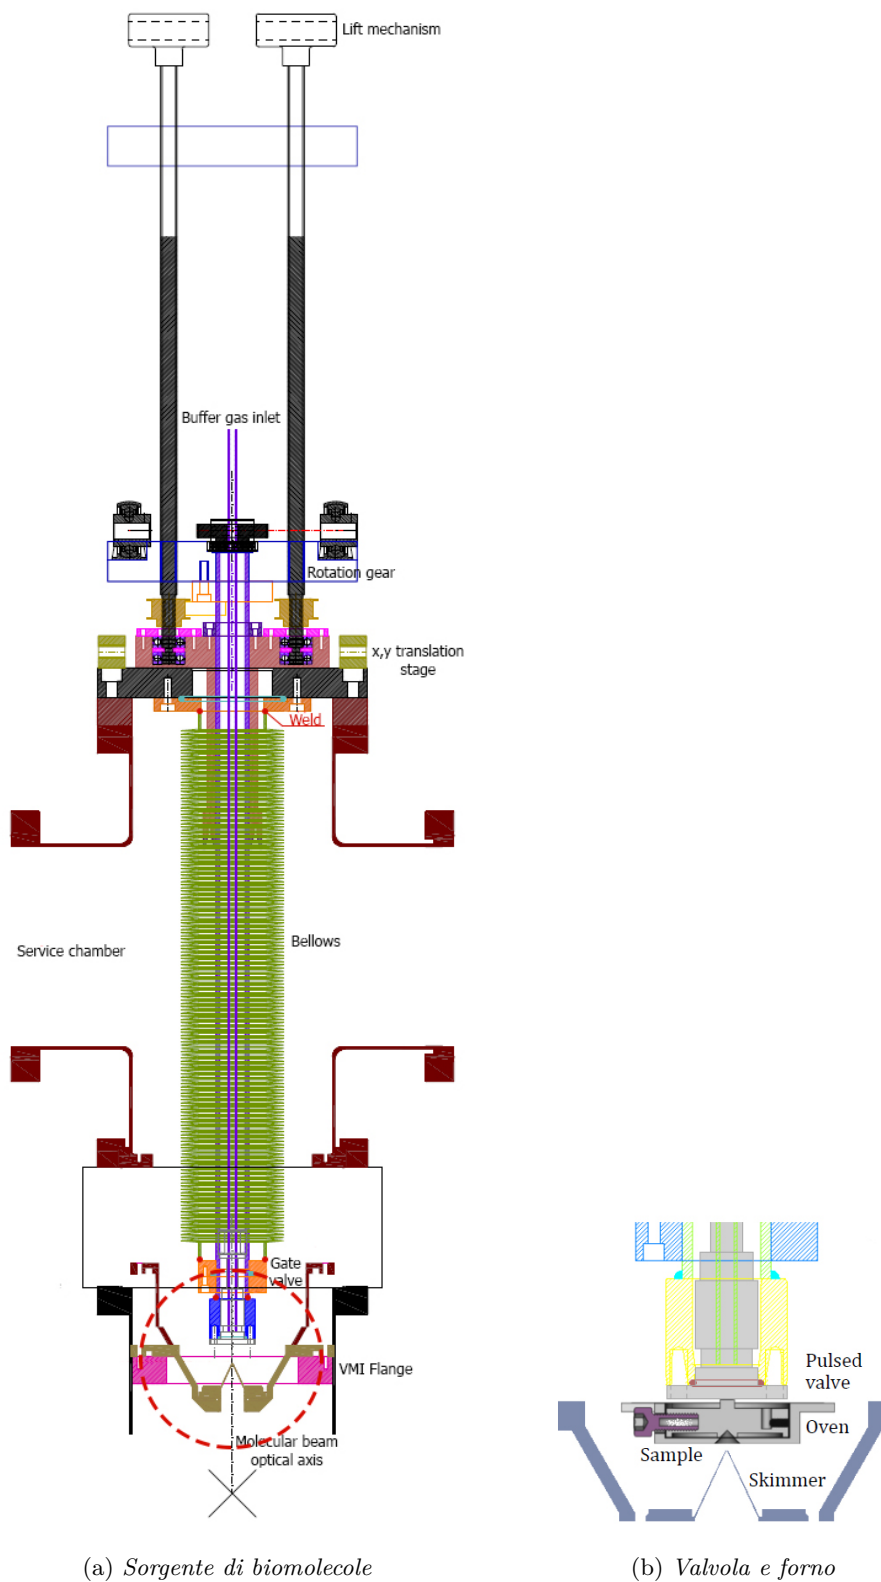 Lift mechanism
Buffer gas inlet
Rotation gear
x,y translation
stage
Weld
Service chamber
Bellows
Gate
valve
VMI Flange
Molecular beam
optical axis
Pulsed
valve
Oven
Sample
Skimmer
(a) Sorgente di biomolecole
(b) Valvola e forno